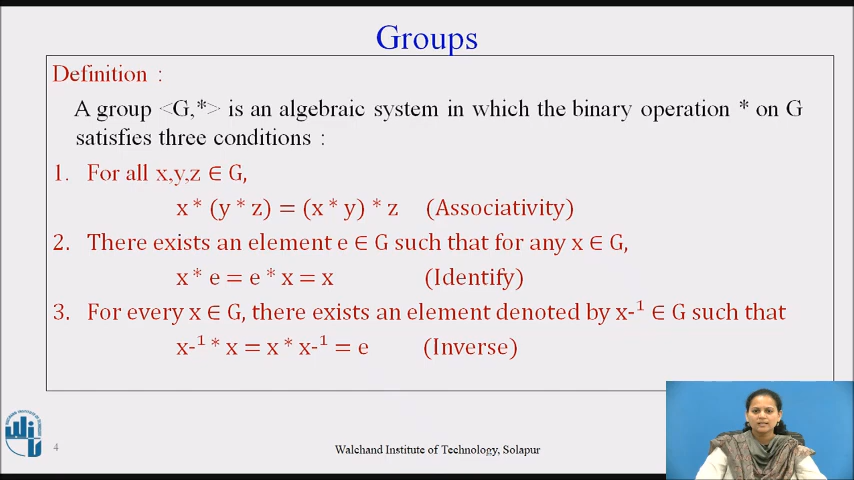 Groups
Definition :
A group <G,*> is an algebraic system in which the binary operation * on G
satisfies three conditions :
1. For all x,y,z ∈ G,
x * (y * z) = (x * y) * z (Associativity)
2. There exists an element e ∈ G such that for any x ∈ G,
x * e = e * x = x (Identify)
3. For every x ∈ G, there exists an element denoted by x-¹ ∈ G such that
x-¹ * x = x * x-¹ = e (Inverse)
4
Walchand Institute of Technology, Solapur